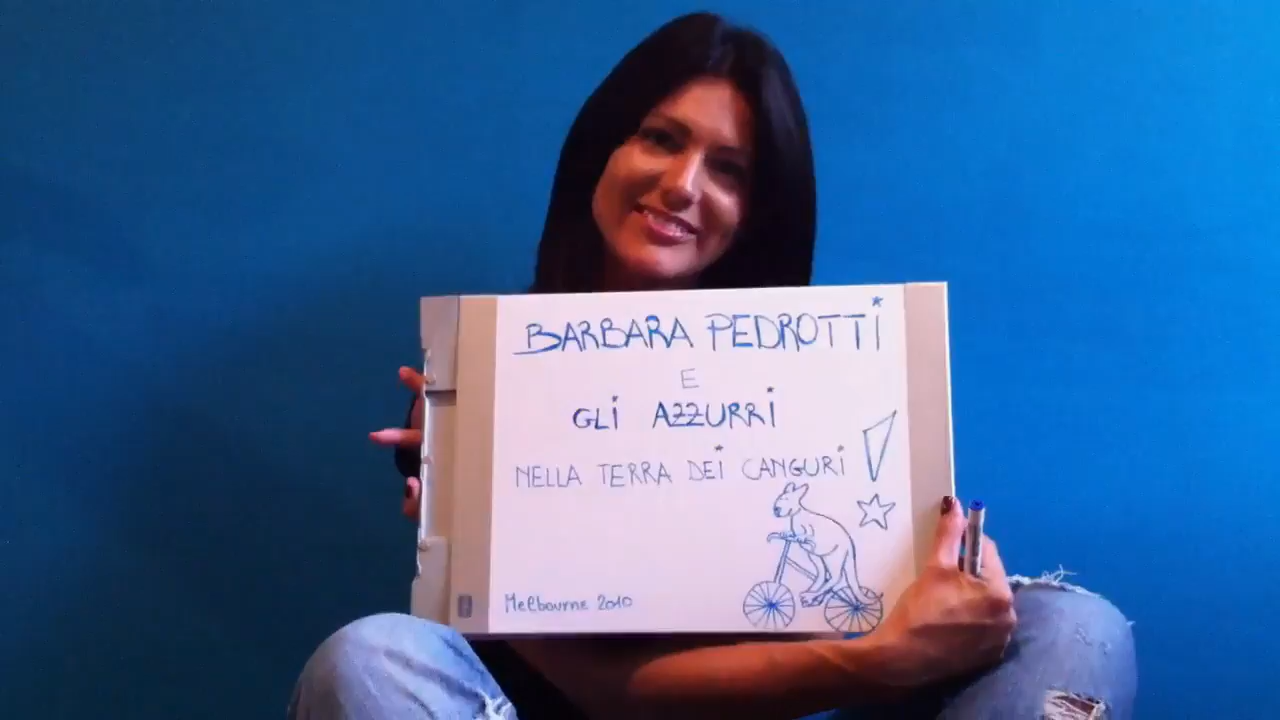 BARBARA PEDROTTI
E
GLI AZZURRI
NELLA TERRA DEI CANGURI!
Melbourne 2010